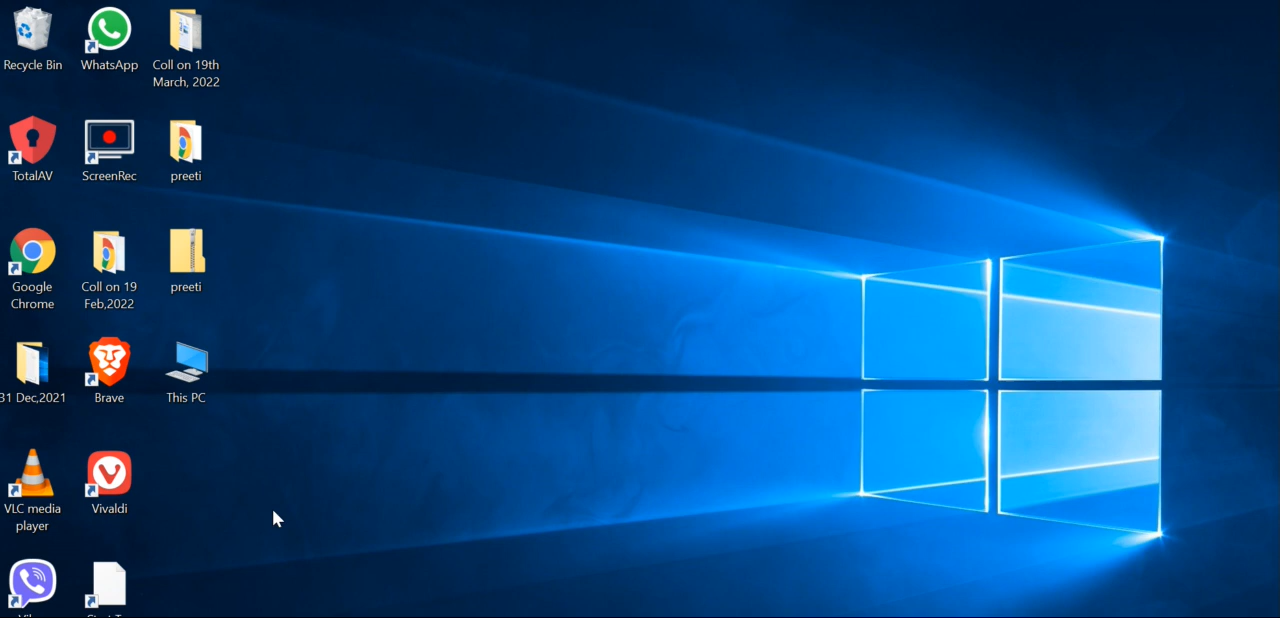 Recycle Bin
WhatsApp
Coll on 19th
March, 2022
TotalAV
ScreenRec
preeti
Google
Chrome
Coll on 19
Feb,2022
preeti
31 Dec,2021
Brave
This PC
VLC media
player
Vivaldi